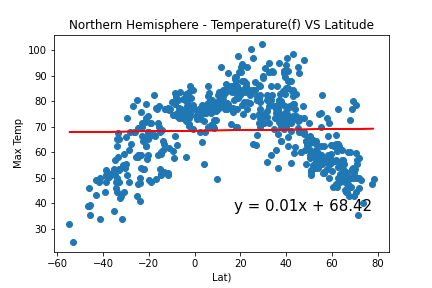 Northern Hemisphere - Temperature(f) VS Latitude
100
90
80
70
60
50
40
30
Max Temp
y = 0.01x + 68.42
−60 −40 −20 0 20 40 60 80
Lat)